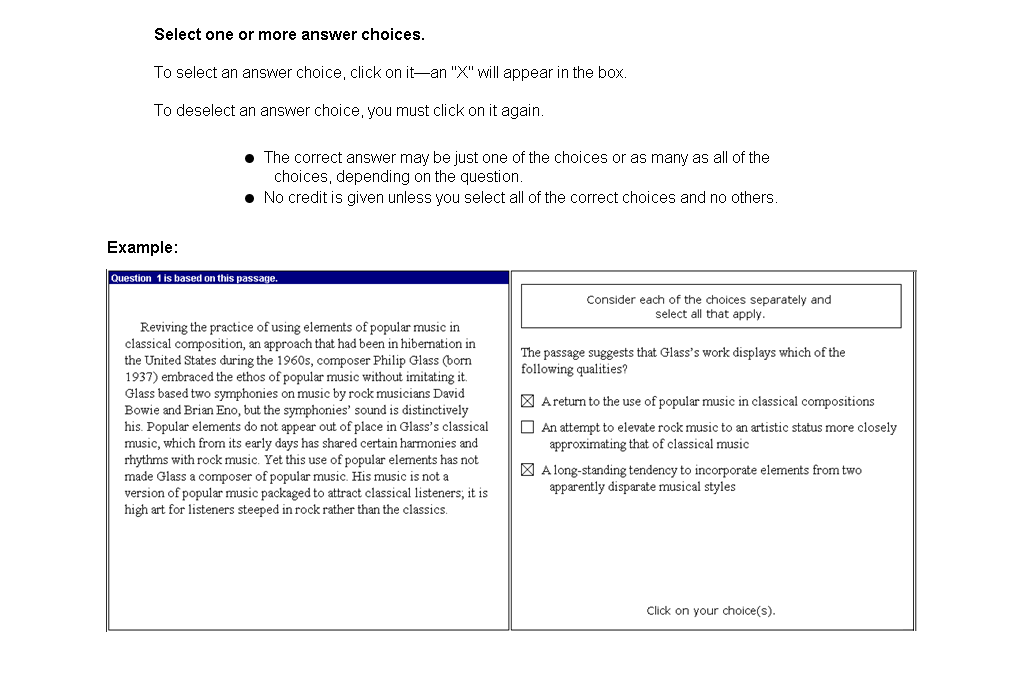 Select one or more answer choices.
To select an answer choice, click on it—an "X" will appear in the box.
To deselect an answer choice, you must click on it again.
● The correct answer may be just one of the choices or as many as all of the
choices, depending on the question.
● No credit is given unless you select all of the correct choices and no others.
Example:
Question 1 is based on this passage.
Reviving the practice of using elements of popular music in
classical composition, an approach that had been in hibernation in
the United States during the 1960s, composer Philip Glass (born
1937) embraced the ethos of popular music without imitating it.
Glass based two symphonies on music by rock musicians David
Bowie and Brian Eno, but the symphonies' sound is distinctively
his. Popular elements do not appear out of place in Glass's classical
music, which from its early days has shared certain harmonies and
rhythms with rock music. Yet this use of popular elements has not
made Glass a composer of popular music. His music is not a
version of popular music packaged to attract classical listeners; it is
high art for listeners steeped in rock rather than the classics.
Consider each of the choices separately and
select all that apply.
The passage suggests that Glass's work displays which of the
following qualities?
A return to the use of popular music in classical compositions
An attempt to elevate rock music to an artistic status more closely
approximating that of classical music
A long-standing tendency to incorporate elements from two
apparently disparate musical styles
Click on your choice(s).